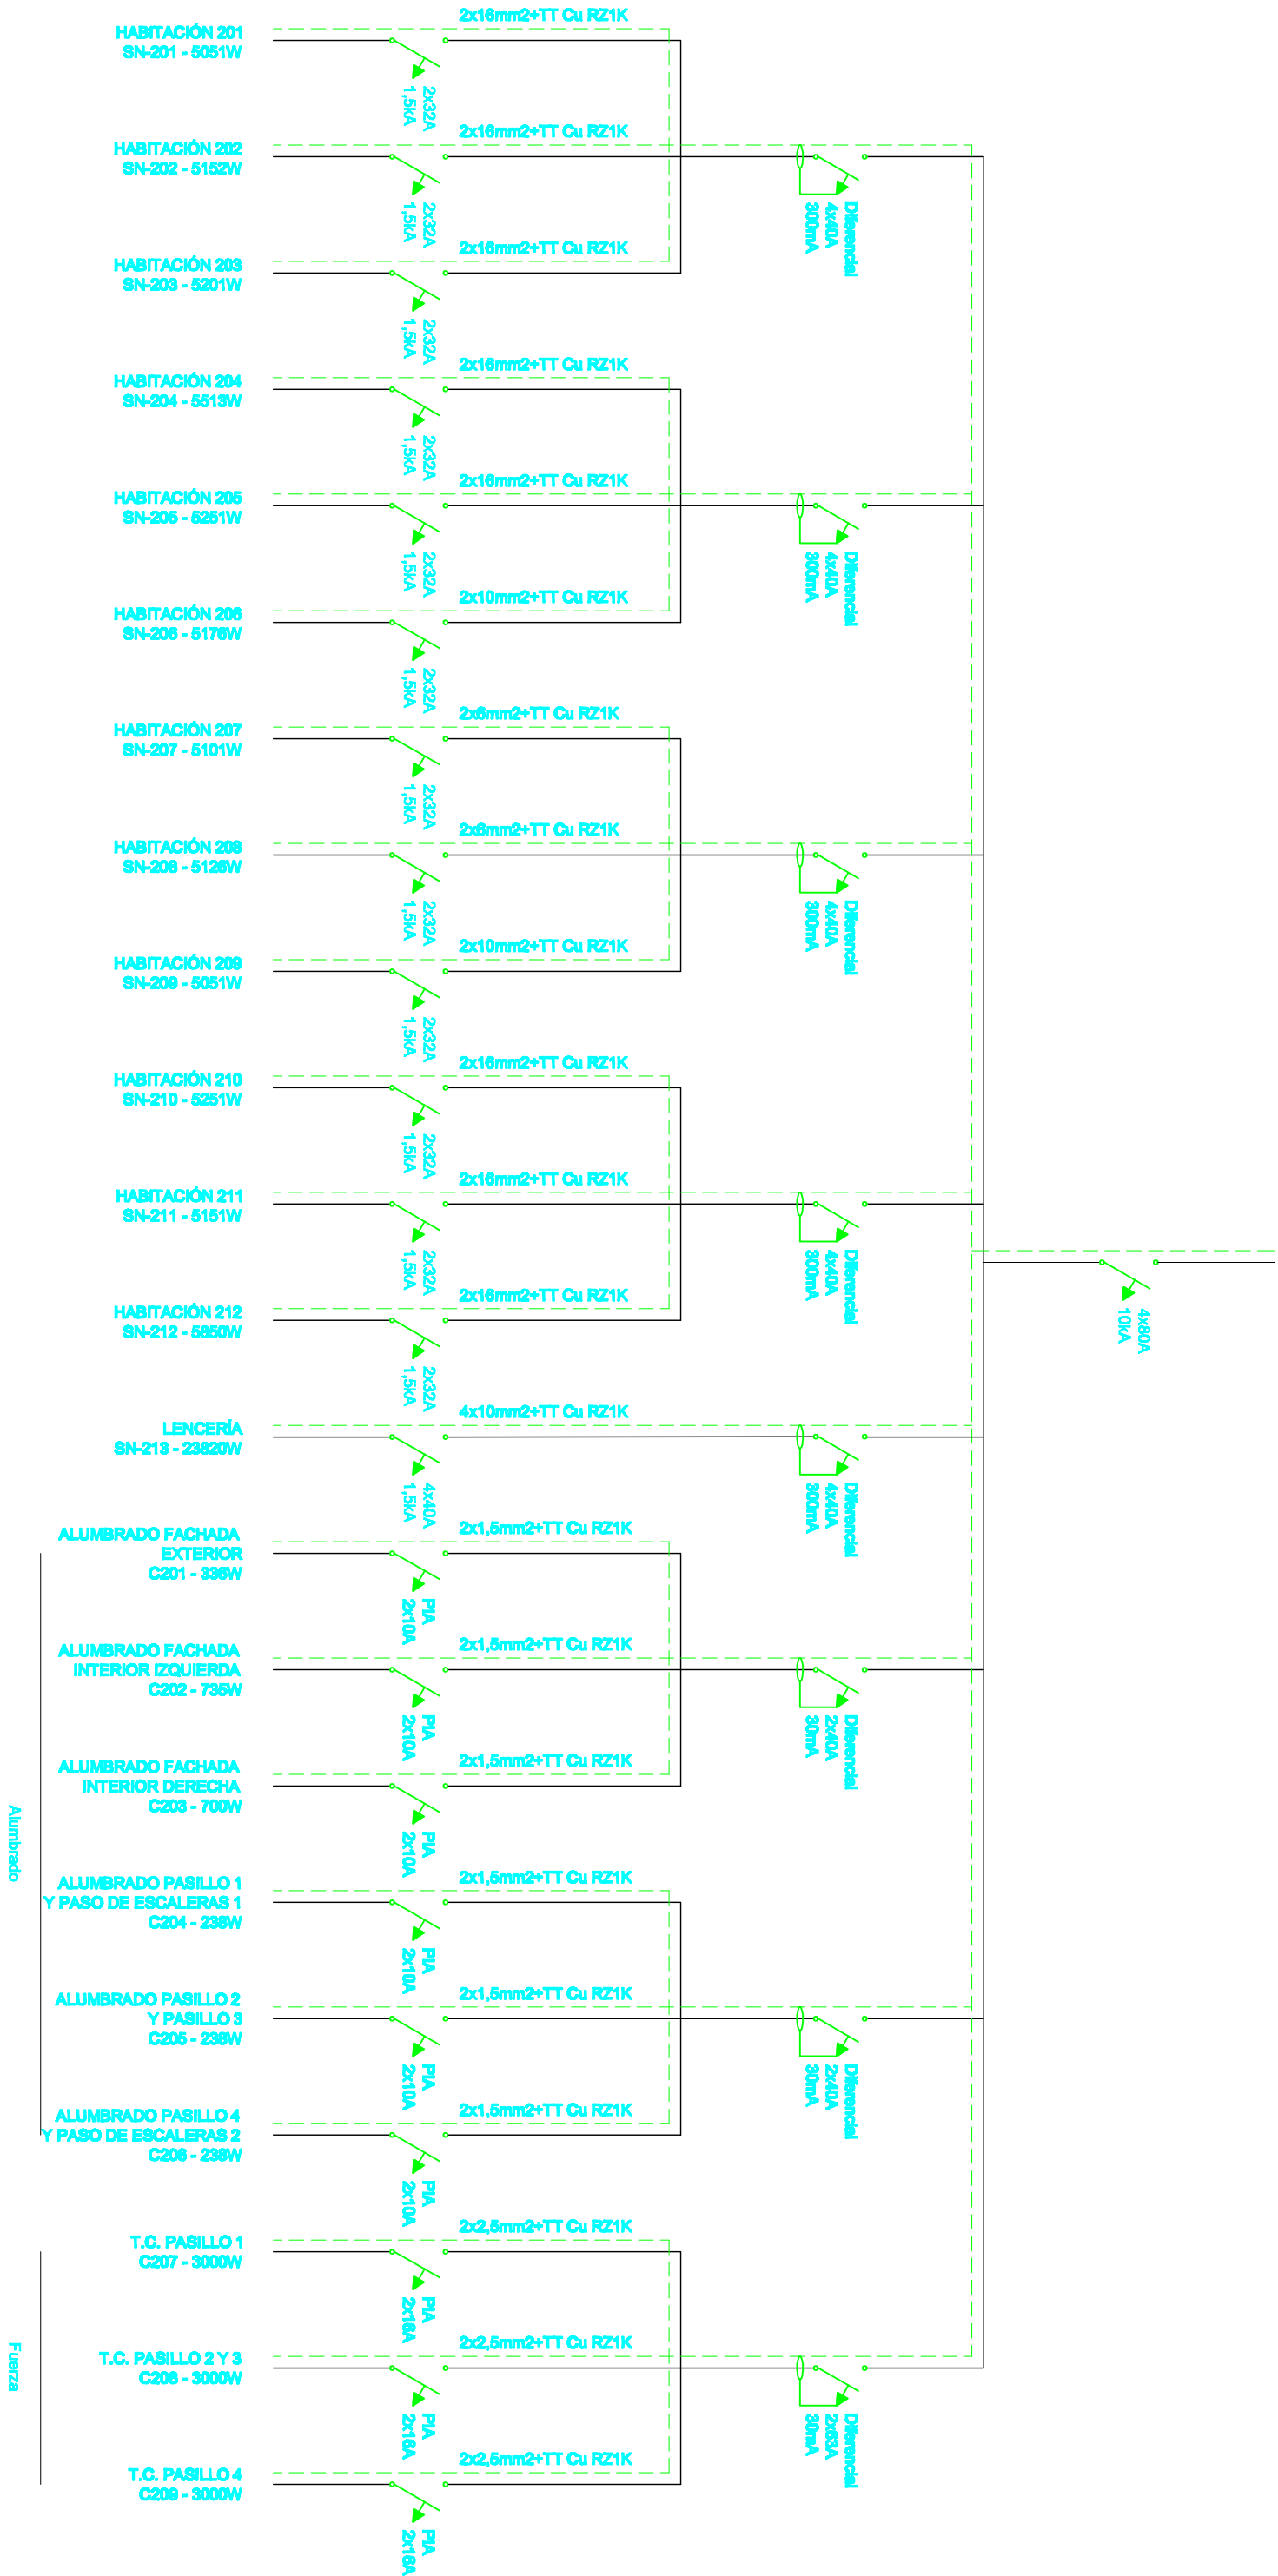 2x16mm2+TT Cu RZ1K
HABITACIÓN 201
SN-201 - 5051W
2x32A
1,5kA
2x16mm2+TT Cu RZ1K
HABITACIÓN 202
SN-202 - 5152W
2x32A
1,5kA
Diferencial
4x40A
300mA
2x16mm2+TT Cu RZ1K
HABITACIÓN 203
SN-203 - 5201W
2x32A
1,5kA
2x16mm2+TT Cu RZ1K
HABITACIÓN 204
SN-204 - 5513W
2x32A
1,5kA
2x16mm2+TT Cu RZ1K
HABITACIÓN 205
SN-205 - 5251W
2x32A
1,5kA
Diferencial
4x40A
300mA
2x10mm2+TT Cu RZ1K
HABITACIÓN 206
SN-206 - 5176W
2x32A
1,5kA
2x6mm2+TT Cu RZ1K
HABITACIÓN 207
SN-207 - 5101W
2x32A
1,5kA
2x6mm2+TT Cu RZ1K
HABITACIÓN 208
SN-208 - 5126W
2x32A
1,5kA
Diferencial
4x40A
300mA
2x10mm2+TT Cu RZ1K
HABITACIÓN 209
SN-209 - 5051W
2x32A
1,5kA
2x16mm2+TT Cu RZ1K
HABITACIÓN 210
SN-210 - 5251W
2x32A
1,5kA
2x16mm2+TT Cu RZ1K
HABITACIÓN 211
SN-211 - 5151W
2x32A
1,5kA
Diferencial
4x40A
300mA
4x80A
10kA
2x16mm2+TT Cu RZ1K
HABITACIÓN 212
SN-212 - 5850W
2x32A
1,5kA
4x10mm2+TT Cu RZ1K
LENCERÍA
SN-213 - 23820W
4x40A
1,5kA
Diferencial
4x40A
300mA
2x1,5mm2+TT Cu RZ1K
ALUMBRADO FACHADA
EXTERIOR
C201 - 336W
PIA
2x10A
2x1,5mm2+TT Cu RZ1K
ALUMBRADO FACHADA
INTERIOR IZQUIERDA
C202 - 735W
PIA
2x10A
Diferencial
2x40A
30mA
2x1,5mm2+TT Cu RZ1K
ALUMBRADO FACHADA
INTERIOR DERECHA
C203 - 700W
PIA
2x10A
Alumbrado
2x1,5mm2+TT Cu RZ1K
ALUMBRADO PASILLO 1
Y PASO DE ESCALERAS 1
C204 - 238W
PIA
2x10A
2x1,5mm2+TT Cu RZ1K
ALUMBRADO PASILLO 2
Y PASILLO 3
C205 - 238W
PIA
2x10A
Diferencial
2x40A
30mA
2x1,5mm2+TT Cu RZ1K
ALUMBRADO PASILLO 4
Y PASO DE ESCALERAS 2
C206 - 238W
PIA
2x10A
2x2,5mm2+TT Cu RZ1K
T.C. PASILLO 1
C207 - 3000W
PIA
2x16A
Fuerza
2x2,5mm2+TT Cu RZ1K
T.C. PASILLO 2 Y 3
C208 - 3000W
PIA
2x16A
Diferencial
2x63A
30mA
2x2,5mm2+TT Cu RZ1K
T.C. PASILLO 4
C209 - 3000W
PIA
2x16A